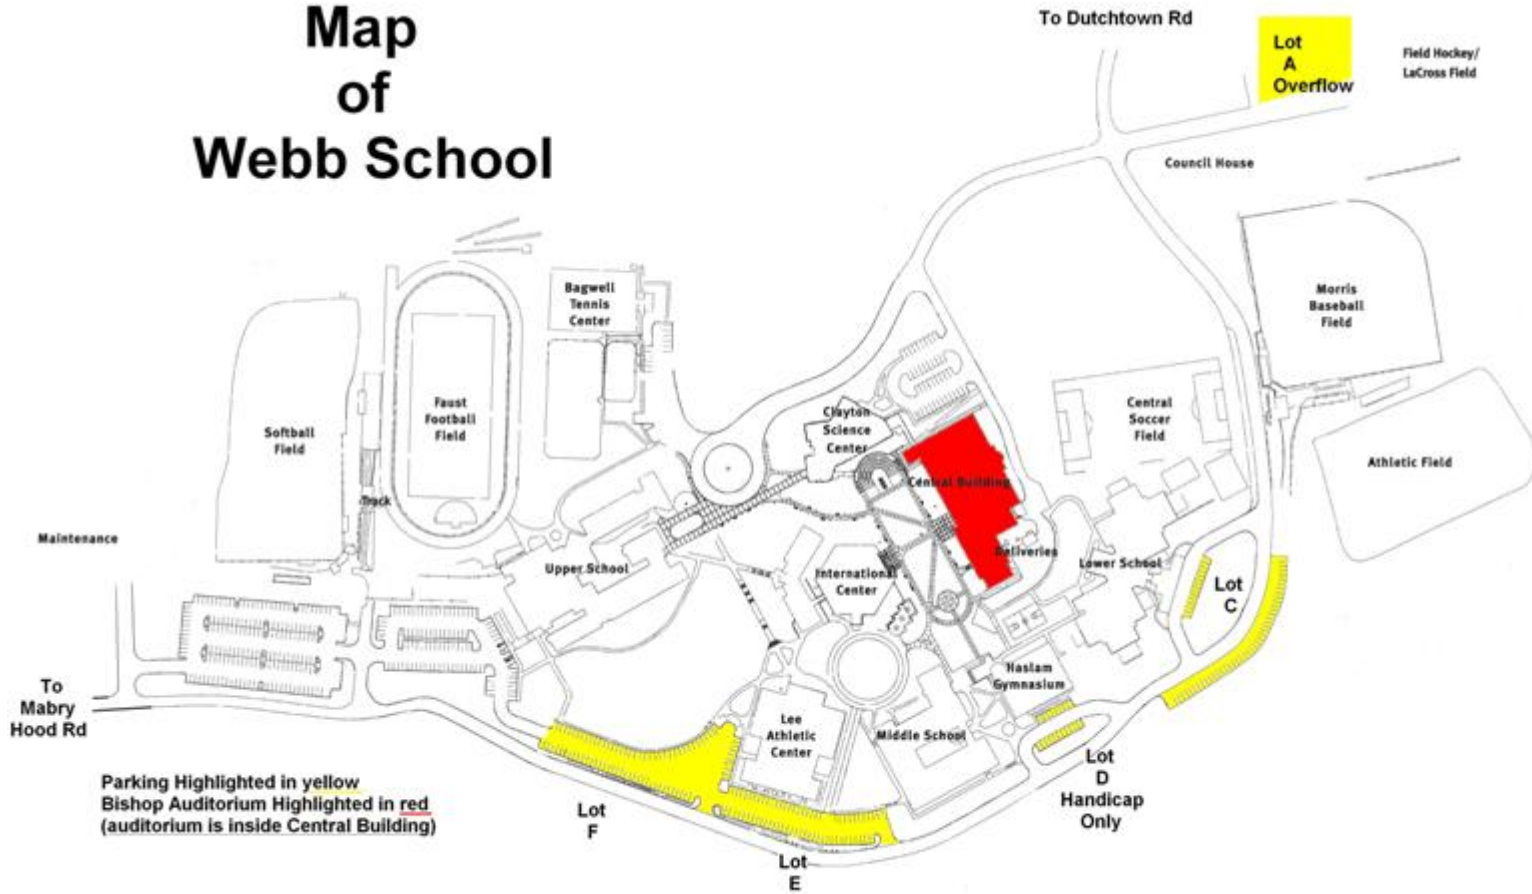 Map
of
Webb School
To Dutchtown Rd
Lot
A
Overflow
Field Hockey/
LaCross Field
Council House
Bagwell
Tennis
Center
Morris
Baseball
Field
Faust
Football
Field
Softball
Field
Clayton
Science
Center
Central
Soccer
Field
Athletic Field
Central Building
Track
Maintenance
Upper School
International
Center
Deliveries
Lower School
Lot
C
To
Mabry
Hood Rd
Haslam
Gymnasium
Lee
Athletic
Center
Middle School
Lot
D
Handicap
Only
Parking Highlighted in yellow
Bishop Auditorium Highlighted in red
(auditorium is inside Central Building)
Lot
F
Lot
E